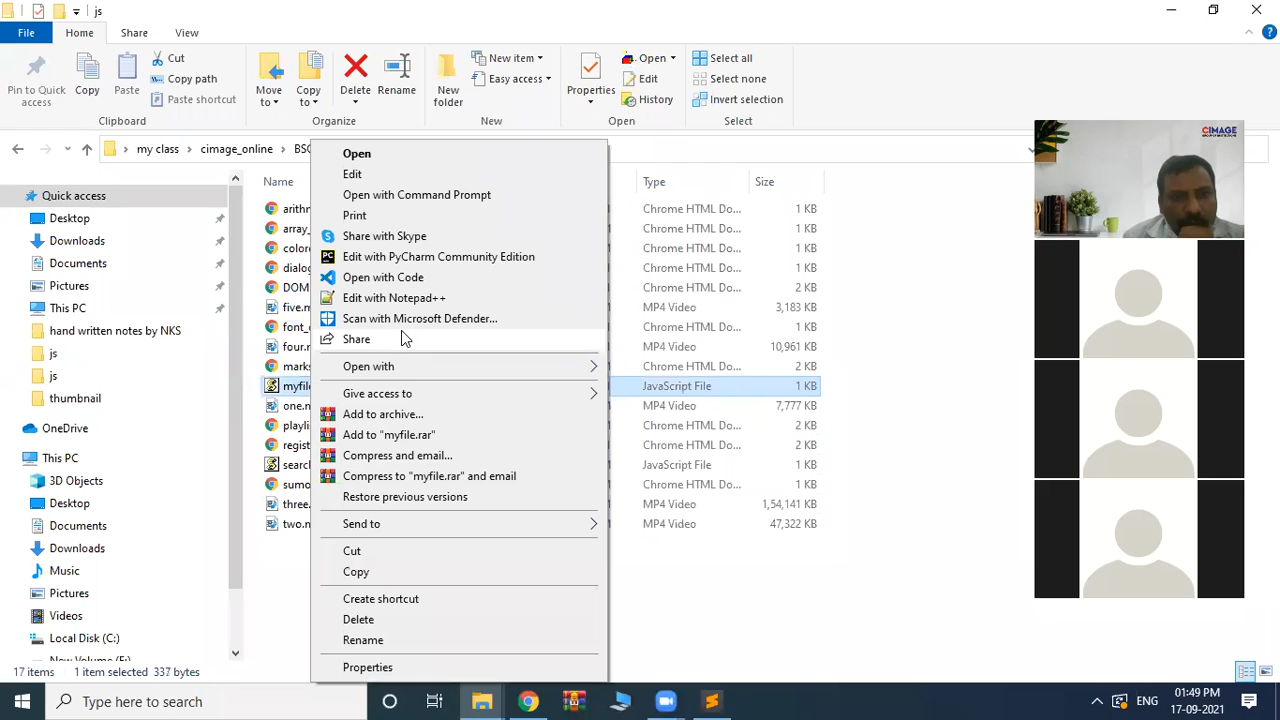 js
File Home Share View
Pin to Quick access
Copy
Paste
Cut
Copy path
Paste shortcut
Clipboard
Move to
Copy to
Delete
Rename
Organize
New folder
New item
Easy access
New
Properties
Open
Edit
History
Open
Select all
Select none
Invert selection
Select
my class cimage_online
Name Type Size
Quick access
Desktop
Downloads
Documents
Pictures
This PC
hand written notes by NKS
js
js
thumbnail
OneDrive
This PC
3D Objects
Desktop
Documents
Downloads
Music
Pictures
Videos
Local Disk (C:)
New Volume (E:)
Open
Edit
Open with Command Prompt
Print
Share with Skype
Edit with PyCharm Community Edition
Open with Code
Edit with Notepad++
Scan with Microsoft Defender...
Share
Open with
Give access to
Add to archive...
Add to "myfile.rar"
Compress and email...
Compress to "myfile.rar" and email
Restore previous versions
Send to
Cut
Copy
Create shortcut
Delete
Rename
Properties
Chrome HTML Do... 1 KB
Chrome HTML Do... 1 KB
Chrome HTML Do... 1 KB
Chrome HTML Do... 1 KB
Chrome HTML Do... 2 KB
MP4 Video 3,183 KB
Chrome HTML Do... 1 KB
MP4 Video 10,961 KB
Chrome HTML Do... 2 KB
JavaScript File 1 KB
MP4 Video 7,777 KB
Chrome HTML Do... 2 KB
Chrome HTML Do... 2 KB
JavaScript File 1 KB
Chrome HTML Do... 1 KB
MP4 Video 1,54,141 KB
MP4 Video 47,322 KB
CIMAGE
17 items 1 item selected 337 bytes
Type here to search
ENG
01:49 PM
17-09-2021